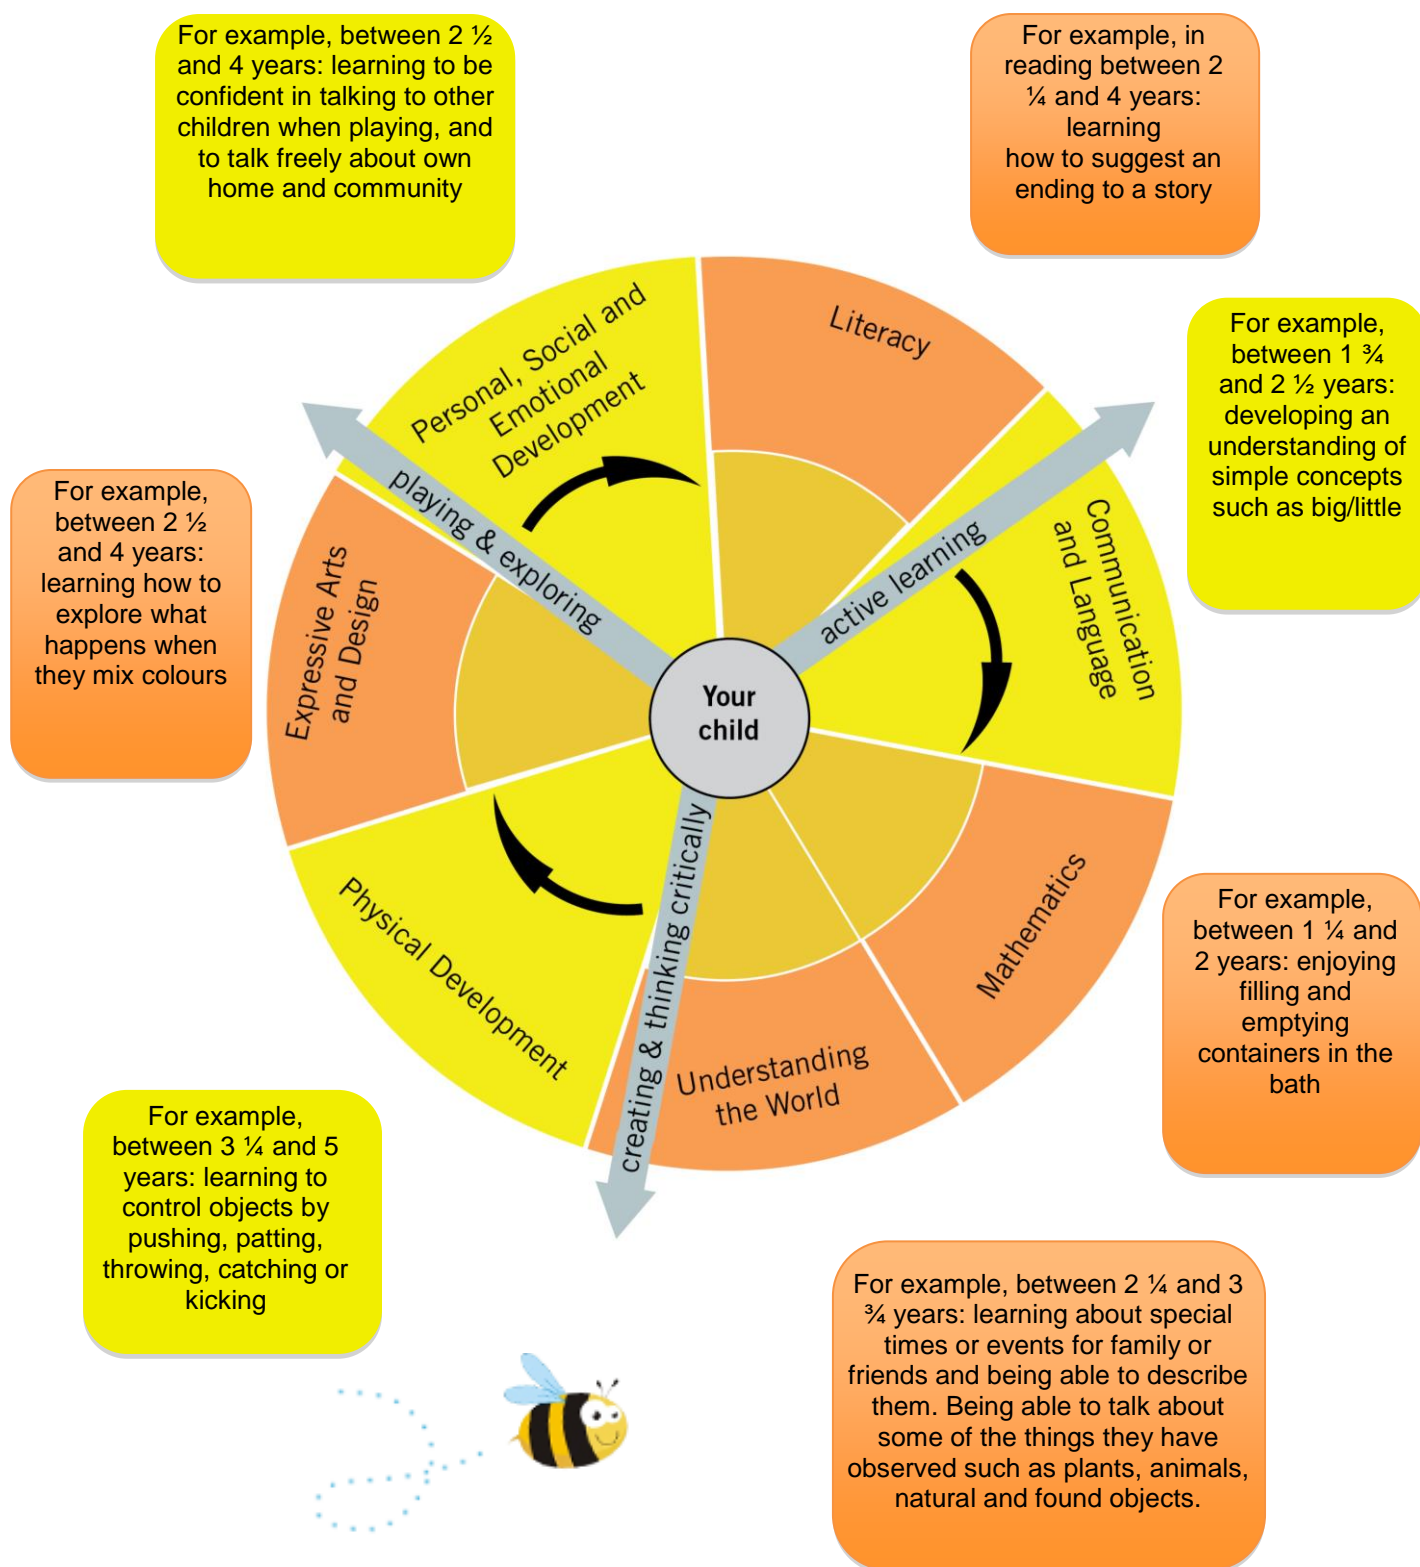 For example, between 2 ½
and 4 years: learning to be
confident in talking to other
children when playing, and
to talk freely about own
home and community
For example, in
reading between 2
¼ and 4 years:
learning
how to suggest an
ending to a story
For example,
between 1 ¾
and 2 ½ years:
developing an
understanding of
simple concepts
such as big/little
For example,
between 2 ½
and 4 years:
learning how to
explore what
happens when
they mix colours
Personal, Social and
Emotional
Development
Literacy
Communication
and Language
Mathematics
Understanding
the World
Physical Development
Expressive Arts
and Design
playing & exploring
active learning
creating & thinking critically
Your
child
For example,
between 1 ¼ and
2 years: enjoying
filling and
emptying
containers in the
bath
For example,
between 3 ¼ and 5
years: learning to
control objects by
pushing, patting,
throwing, catching or
kicking
For example, between 2 ¼ and 3
¾ years: learning about special
times or events for family or
friends and being able to describe
them. Being able to talk about
some of the things they have
observed such as plants, animals,
natural and found objects.